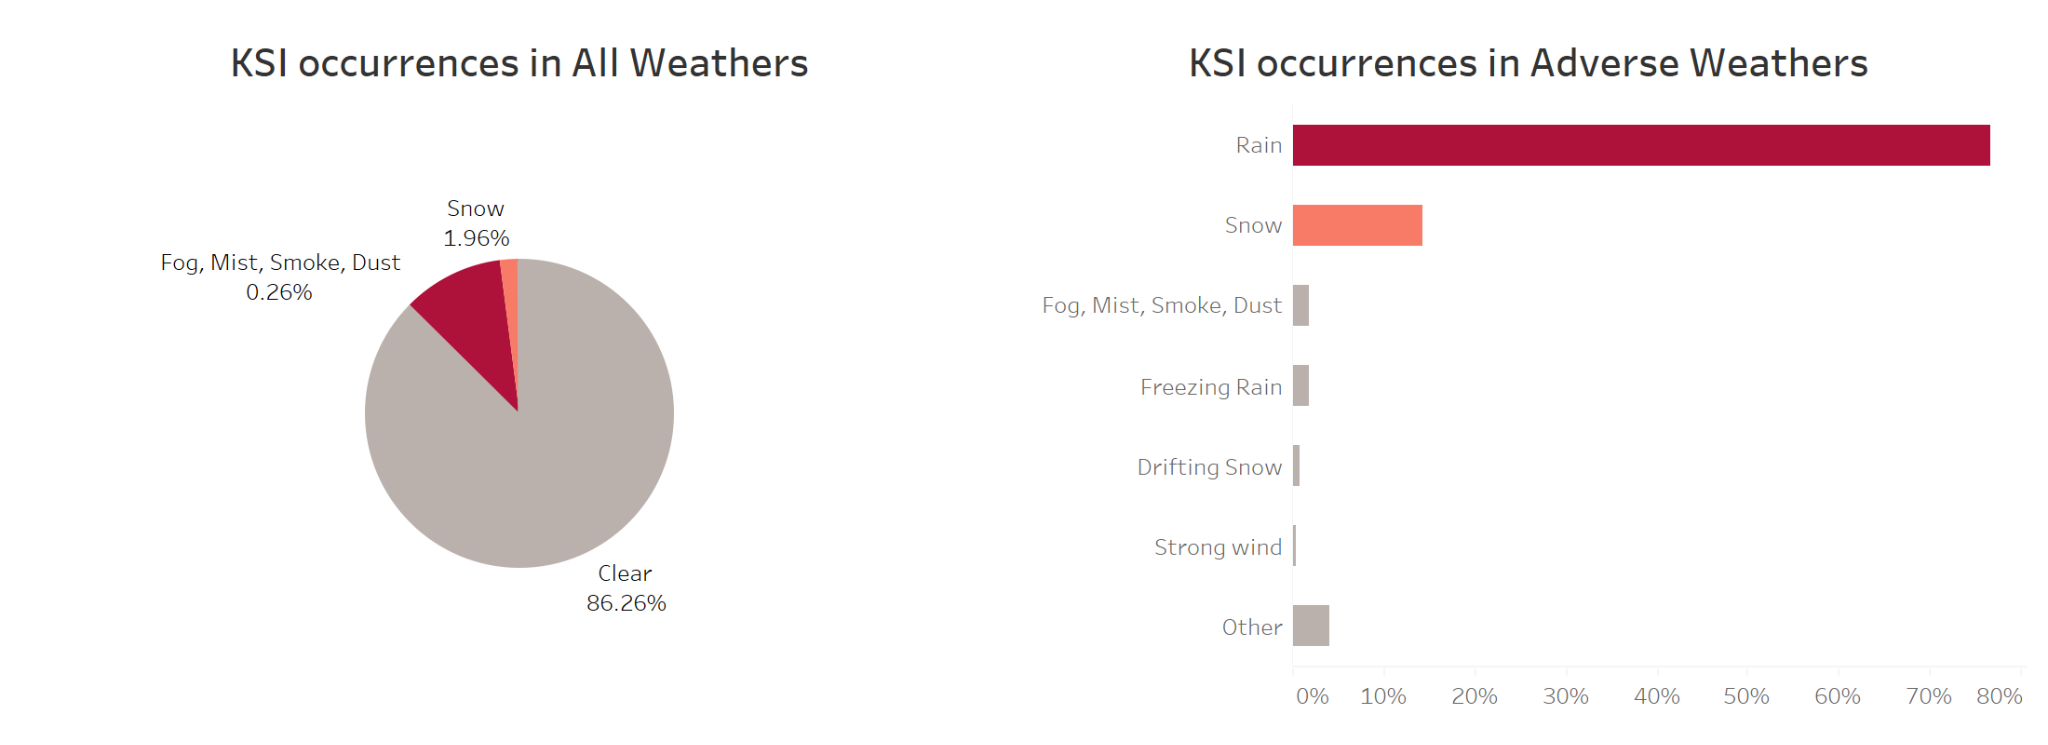 KSI occurrences in All Weathers
Snow
1.96%
Fog, Mist, Smoke, Dust
0.26%
Clear
86.26%
KSI occurrences in Adverse Weathers
Rain
Snow
Fog, Mist, Smoke, Dust
Freezing Rain
Drifting Snow
Strong wind
Other
0% 10% 20% 30% 40% 50% 60% 70% 80%